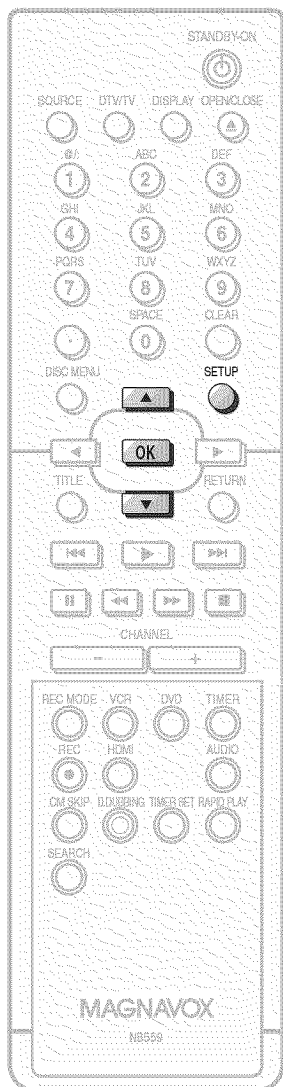 STANDBY-ON
SOURCE DTV/TV DISPLAY OPEN/CLOSE
.@/: ABC DEF
1 2 3
GHI JKL MNO
4 5 6
PQRS TUV WXYZ
7 8 9
SPACE CLEAR
. 0
DISC MENU SETUP
OK
TITLE RETURN
CHANNEL
− +
REC MODE VCR DVD TIMER
REC HDMI AUDIO
CM SKIP D.DUBBING TIMER SET RAPID PLAY
SEARCH
MAGNAVOX
NB559